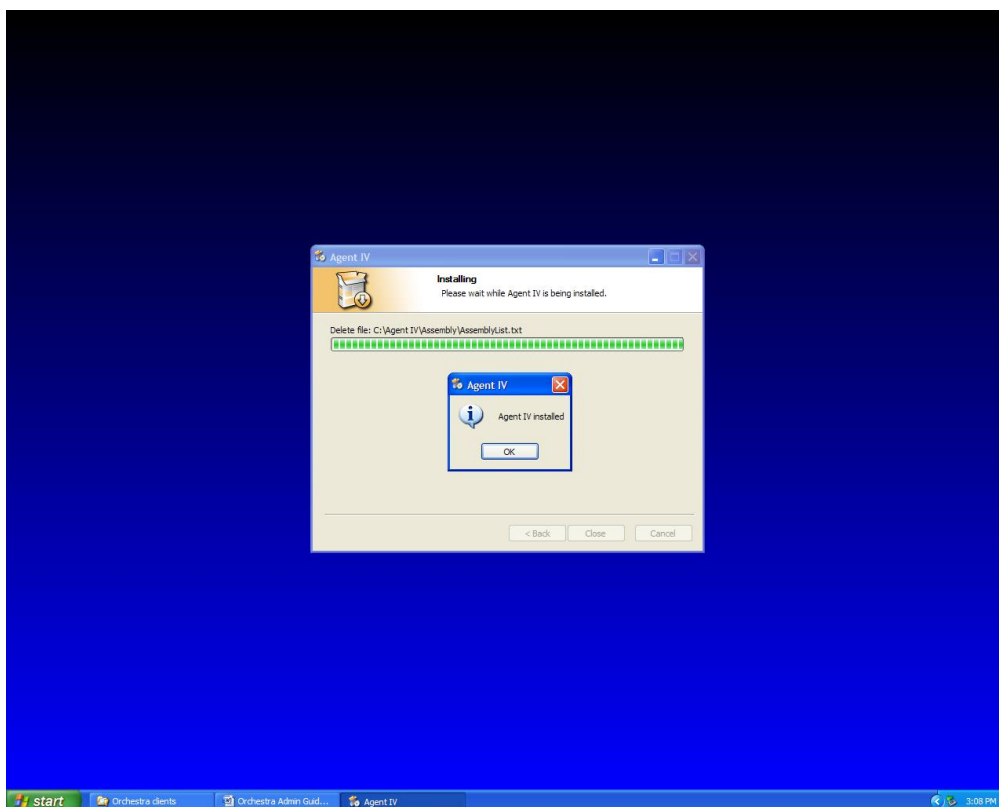 Agent IV
Installing
Please wait while Agent IV is being installed.
Delete file: C:\Agent IV\Assembly\AssemblyList.txt
Agent IV
Agent IV installed
OK
< Back Close Cancel
start Orchestra clients Orchestra Admin Guid... Agent IV 3:08 PM